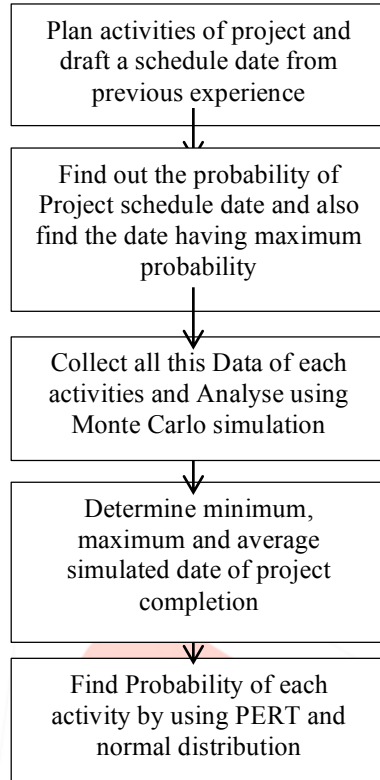 Plan activities of project and
draft a schedule date from
previous experience
Find out the probability of
Project schedule date and also
find the date having maximum
probability
Collect all this Data of each
activities and Analyse using
Monte Carlo simulation
Determine minimum,
maximum and average
simulated date of project
completion
Find Probability of each
activity by using PERT and
normal distribution